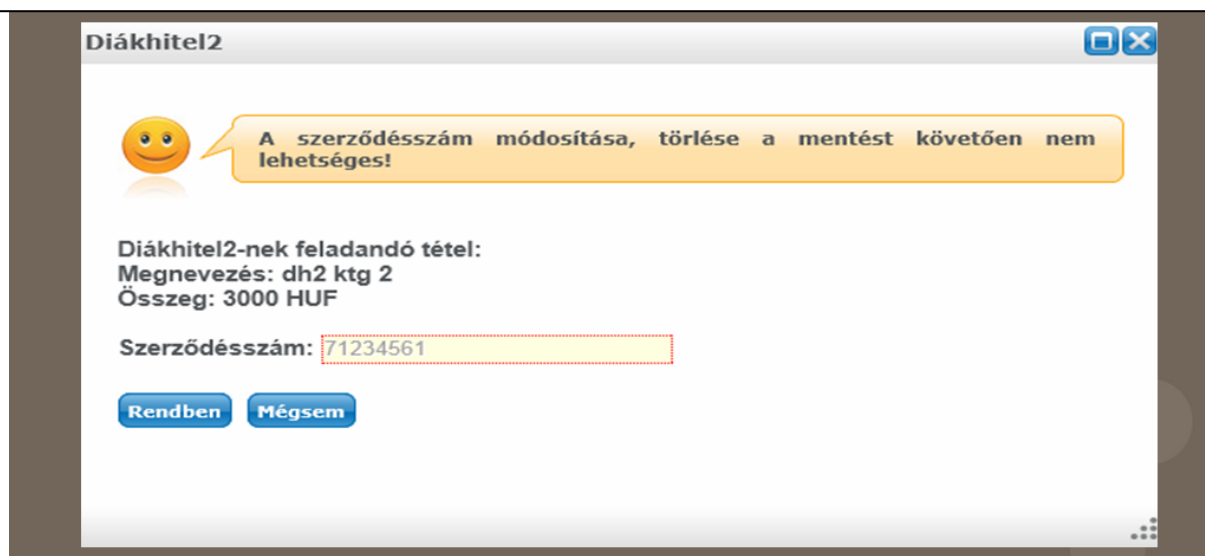 Diákhitel2
A szerződésszám módosítása, törlése a mentést követően nem
lehetséges!
Diákhitel2-nek feladandó tétel:
Megnevezés: dh2 ktg 2
Összeg: 3000 HUF
Szerződésszám: 71234561
Rendben Mégsem